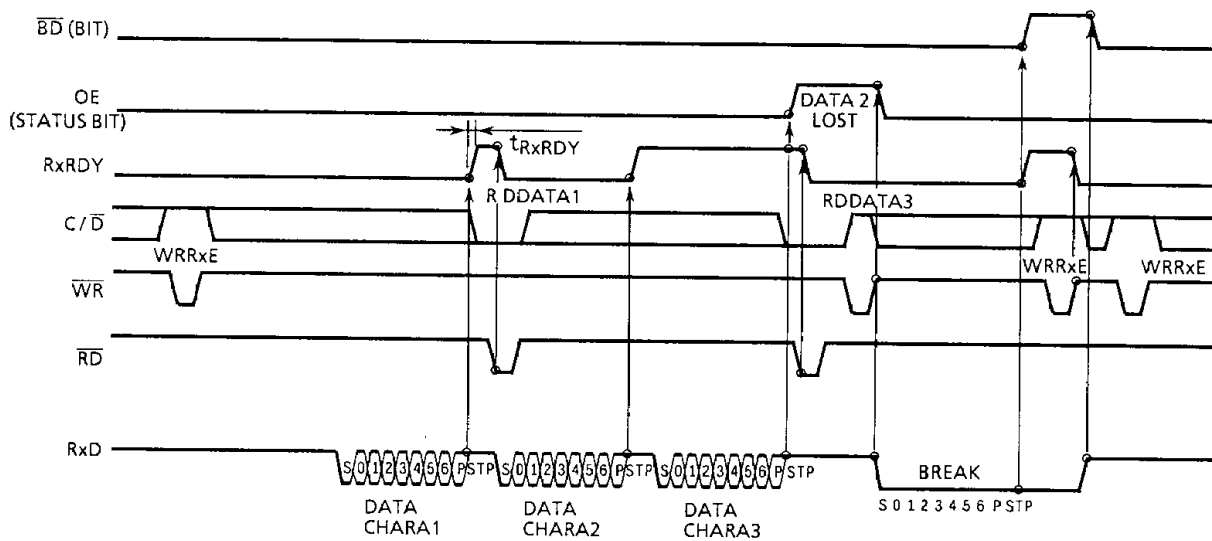 BD (BIT)
OE
(STATUS BIT)
DATA 2
LOST
tRxRDY
RxRDY
RDDATA1
RDDATA3
C / D
WRRxE
WRRxE
WRRxE
WR
RD
RxD
S 0 1 2 3 4 5 6 P STP
S 0 1 2 3 4 5 6 P STP
S 0 1 2 3 4 5 6 P STP
BREAK
S 0 1 2 3 4 5 6 P STP
DATA
CHARA1
DATA
CHARA2
DATA
CHARA3